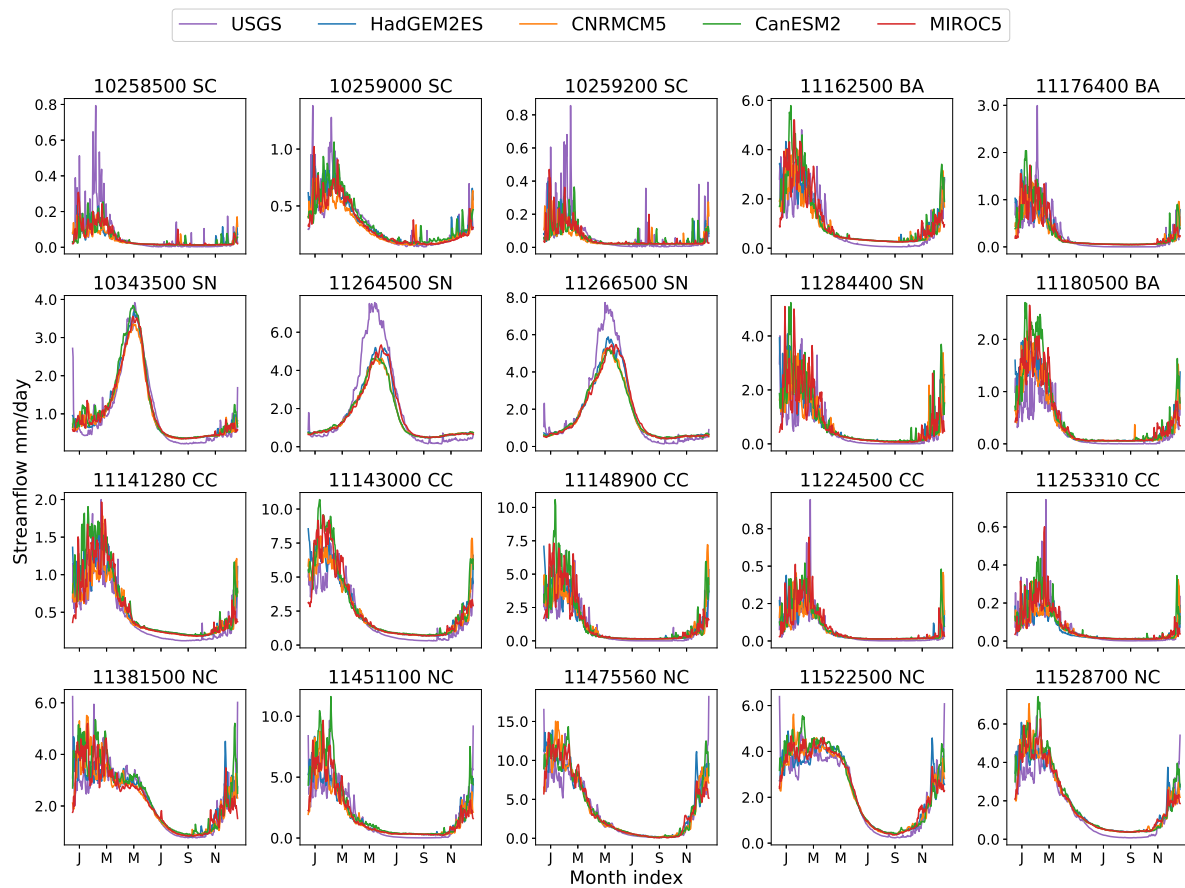 USGS HadGEM2ES CNRMCM5 CanESM2 MIROC5
10258500 SC 10259000 SC 10259200 SC 11162500 BA 11176400 BA
0.8 0.6 0.4 0.2 0.0
1.0 0.5
0.8 0.6 0.4 0.2 0.0
6.0 4.0 2.0 0.0
3.0 2.0 1.0 0.0
10343500 SN 11264500 SN 11266500 SN 11284400 SN 11180500 BA
4.0 3.0 2.0 1.0
6.0 4.0 2.0 0.0
8.0 6.0 4.0 2.0 0.0
4.0 2.0 0.0
2.0 1.0 0.0
Streamflow mm/day
11141280 CC 11143000 CC 11148900 CC 11224500 CC 11253310 CC
2.0 1.5 1.0 0.5
10.0 7.5 5.0 2.5 0.0
10.0 7.5 5.0 2.5 0.0
0.8 0.5 0.2 0.0
0.6 0.4 0.2 0.0
11381500 NC 11451100 NC 11475560 NC 11522500 NC 11528700 NC
6.0 4.0 2.0
10.0 5.0 0.0
15.0 10.0 5.0 0.0
6.0 4.0 2.0 0.0
6.0 4.0 2.0 0.0
J M M J S N J M M J S N J M M J S N J M M J S N J M M J S N
Month index